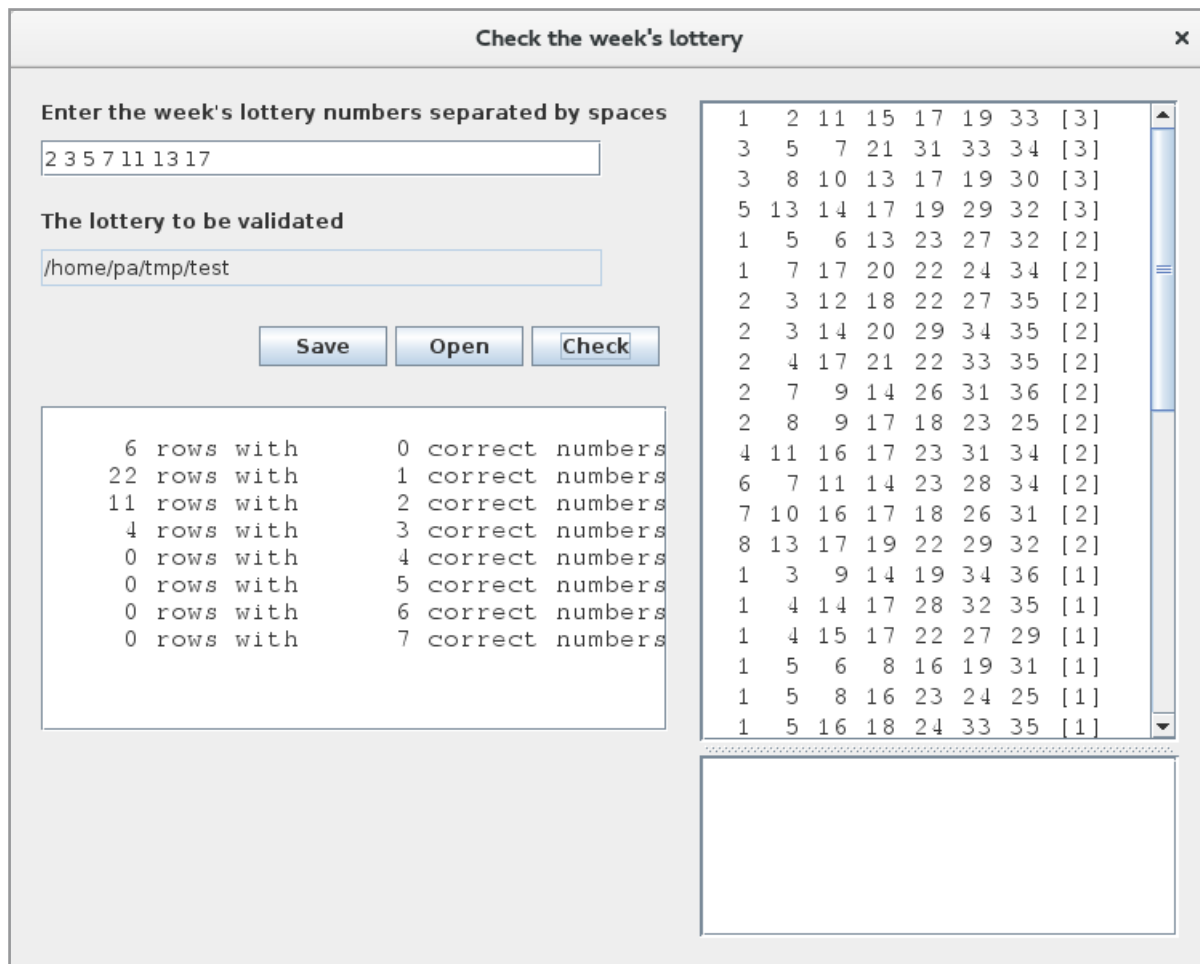 Check the week's lottery
Enter the week's lottery numbers separated by spaces
2 3 5 7 11 13 17
The lottery to be validated
/home/pa/tmp/test
Save Open Check
6 rows with 0 correct numbers
22 rows with 1 correct numbers
11 rows with 2 correct numbers
4 rows with 3 correct numbers
0 rows with 4 correct numbers
0 rows with 5 correct numbers
0 rows with 6 correct numbers
0 rows with 7 correct numbers
1 2 11 15 17 19 33 [3]
3 5 7 21 31 33 34 [3]
3 8 10 13 17 19 30 [3]
5 13 14 17 19 29 32 [3]
1 5 6 13 23 27 32 [2]
1 7 17 20 22 24 34 [2]
2 3 12 18 22 27 35 [2]
2 3 14 20 29 34 35 [2]
2 4 17 21 22 33 35 [2]
2 7 9 14 26 31 36 [2]
2 8 9 17 18 23 25 [2]
4 11 16 17 23 31 34 [2]
6 7 11 14 23 28 34 [2]
7 10 16 17 18 26 31 [2]
8 13 17 19 22 29 32 [2]
1 3 9 14 19 34 36 [1]
1 4 14 17 28 32 35 [1]
1 4 15 17 22 27 29 [1]
1 5 6 8 16 19 31 [1]
1 5 8 16 23 24 25 [1]
1 5 16 18 24 33 35 [1]